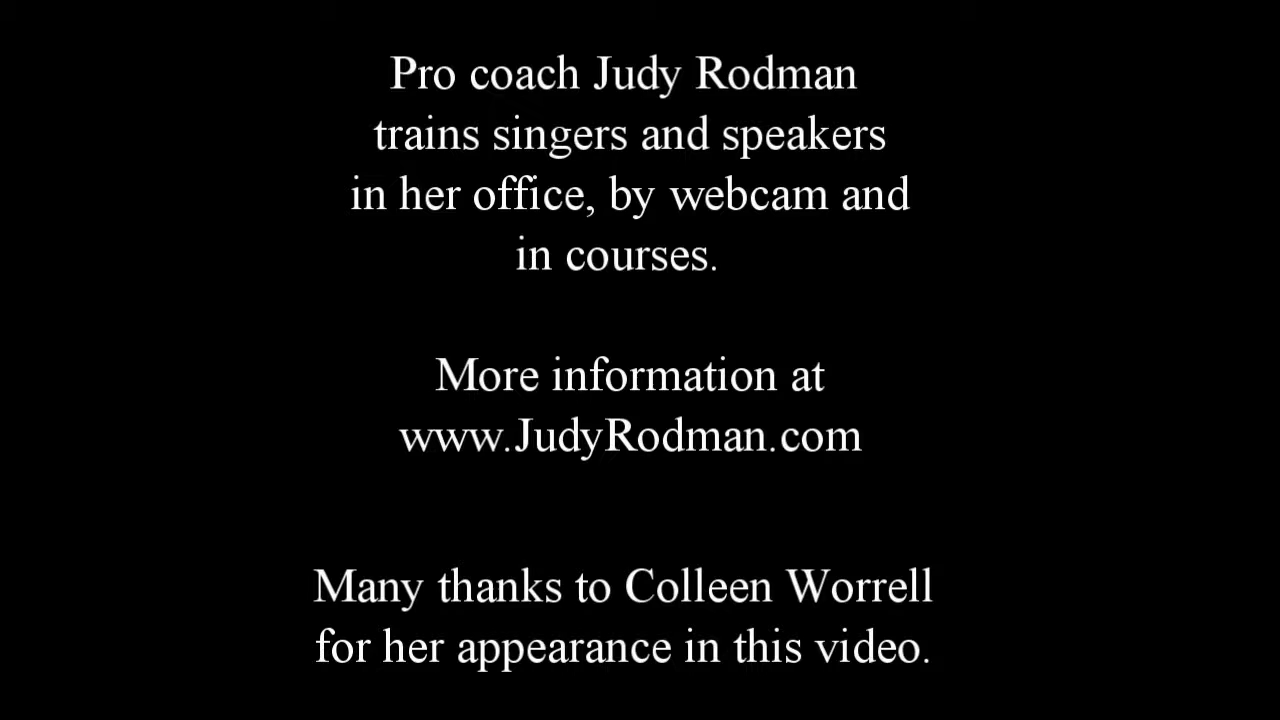 Pro coach Judy Rodman
trains singers and speakers
in her office, by webcam and
in courses.
More information at
www.JudyRodman.com
Many thanks to Colleen Worrell
for her appearance in this video.